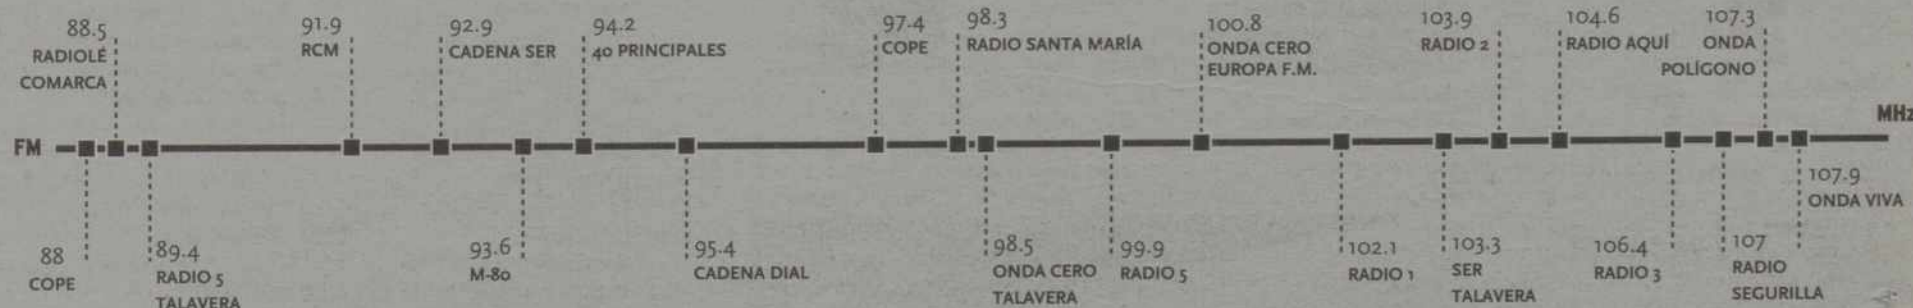 88.5
RADIOLÉ
COMARCA
91.9
RCM
92.9
CADENA SER
94.2
40 PRINCIPALES
97.4
COPE
98.3
RADIO SANTA MARÍA
100.8
ONDA CERO
EUROPA F.M.
103.9
RADIO 2
104.6
RADIO AQUÍ
107.3
ONDA
POLÍGONO
FM
MHz
88
COPE
89.4
RADIO 5
TALAVERA
93.6
M-80
95.4
CADENA DIAL
98.5
ONDA CERO
TALAVERA
99.9
RADIO 5
102.1
RADIO 1
103.3
SER
TALAVERA
106.4
RADIO 3
107
RADIO
SEGURILLA
107.9
ONDA VIVA